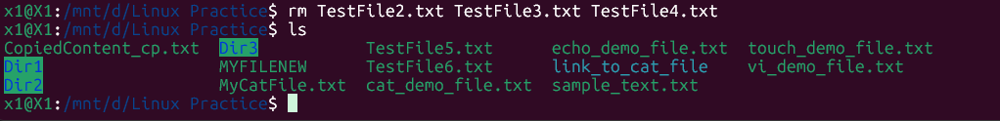 x1@X1:/mnt/d/Linux Practice$ rm TestFile2.txt TestFile3.txt TestFile4.txt
x1@X1:/mnt/d/Linux Practice$ ls
CopiedContent_cp.txt  Dir3           TestFile5.txt      echo_demo_file.txt  touch_demo_file.txt
Dir1                  MYFILENEW      TestFile6.txt      link_to_cat_file    vi_demo_file.txt
Dir2                  MyCatFile.txt  cat_demo_file.txt  sample_text.txt
x1@X1:/mnt/d/Linux Practice$